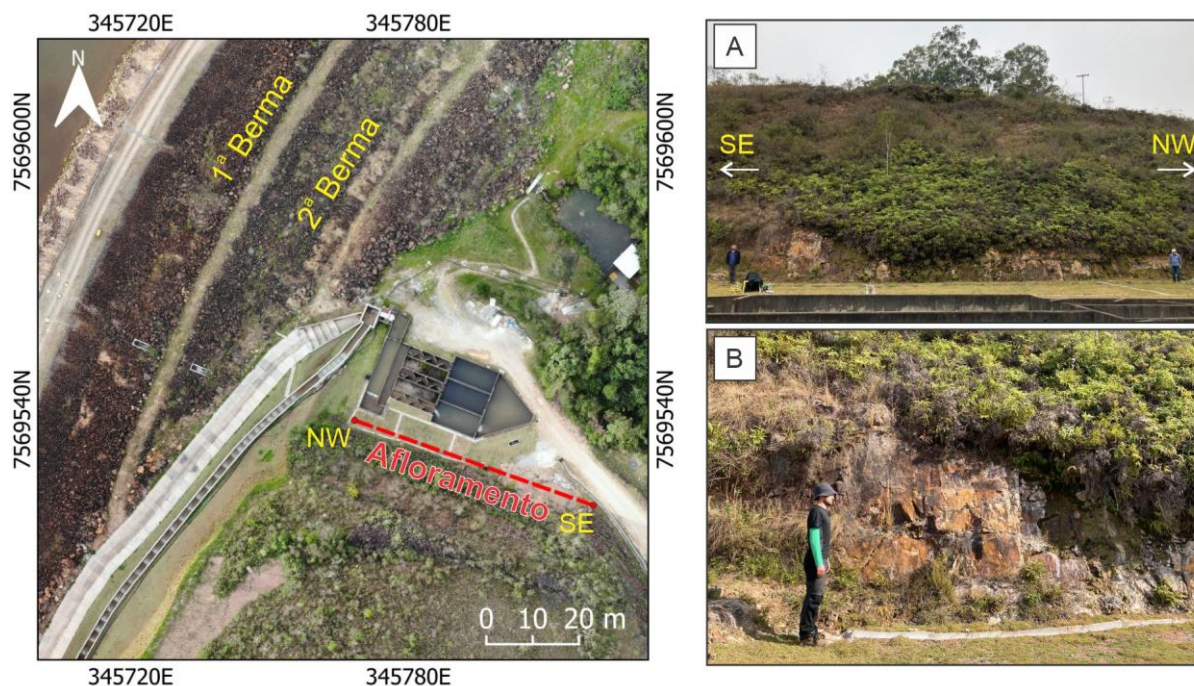 345720E 345780E
N
1ª Berma
2ª Berma
7569600N
7569600N
7569540N
7569540N
NW
Afloramento
SE
0 10 20 m
345720E 345780E
A
SE
NW
B